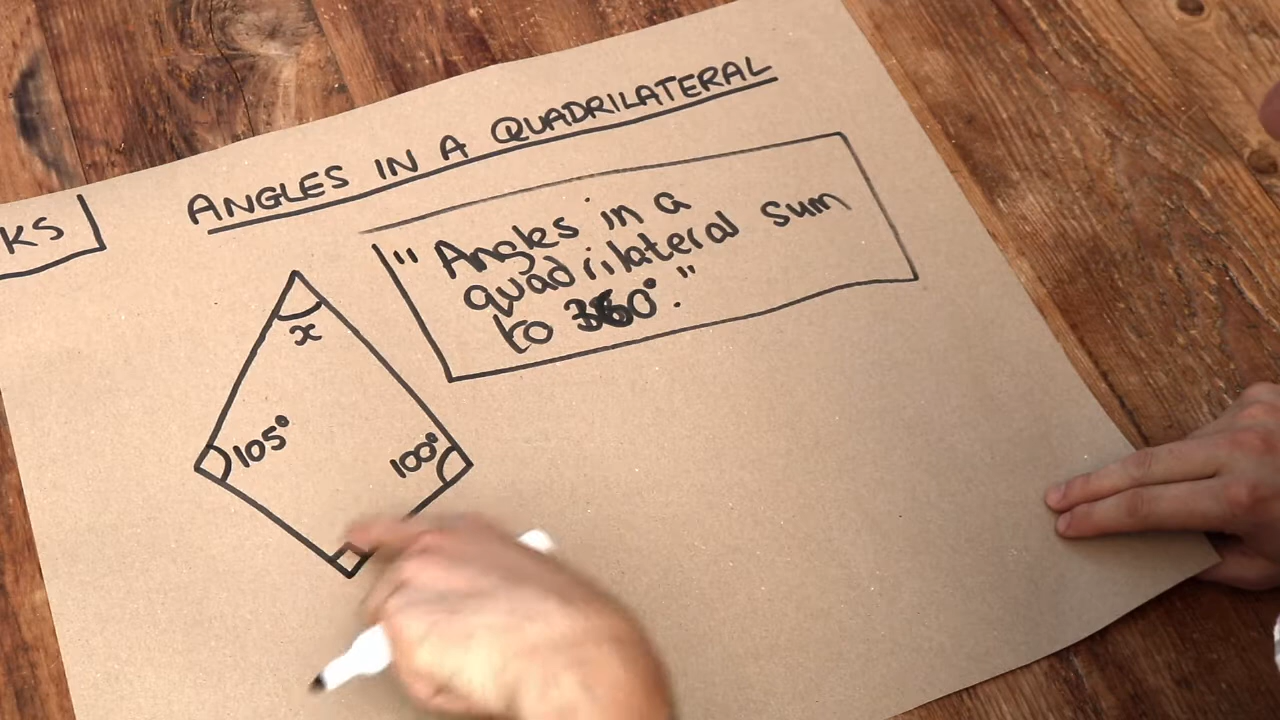 ANGLES IN A QUADRILATERAL
KS
"Angles in a
quadrilateral sum
to 360°."
x
105°
100°